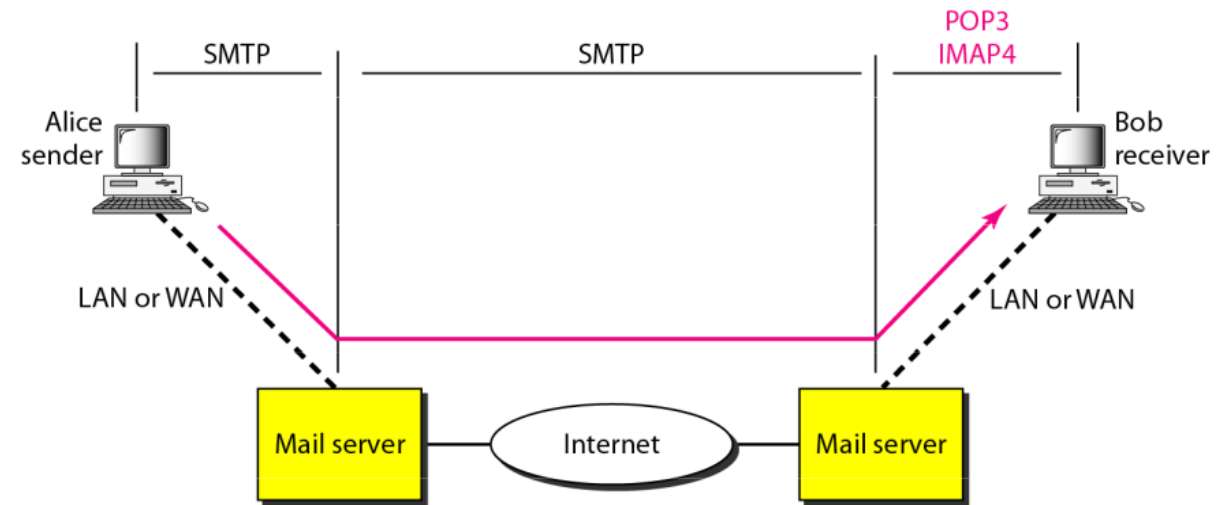 POP3
SMTP
SMTP
IMAP4
Alice
sender
Bob
receiver
LAN or WAN
LAN or WAN
Mail server
Internet
Mail server